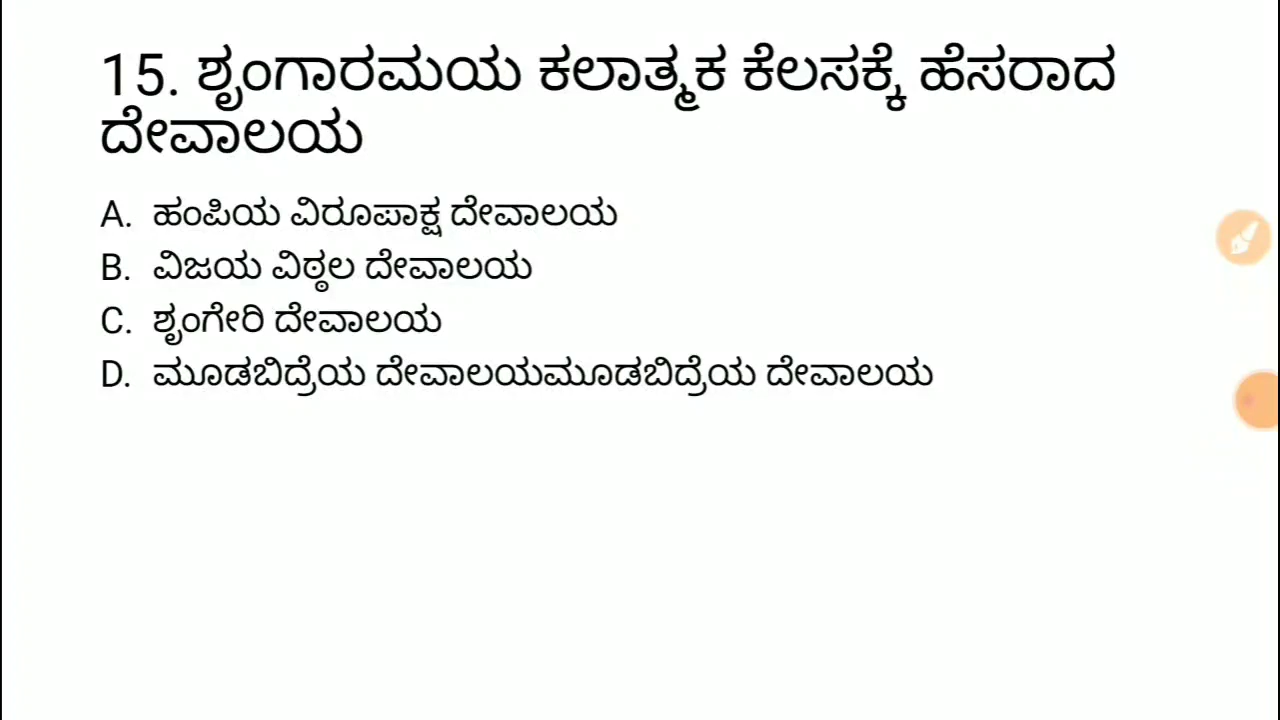 15. ಶೃಂಗಾರಮಯ ಕಲಾತ್ಮಕ ಕೆಲಸಕ್ಕೆ ಹೆಸರಾದ
ದೇವಾಲಯ
A. ಹಂಪಿಯ ವಿರೂಪಾಕ್ಷ ದೇವಾಲಯ
B. ವಿಜಯ ವಿಠ್ಠಲ ದೇವಾಲಯ
C. ಶೃಂಗೇರಿ ದೇವಾಲಯ
D. ಮೂಡಬಿದ್ರೆಯ ದೇವಾಲಯಮೂಡಬಿದ್ರೆಯ ದೇವಾಲಯ